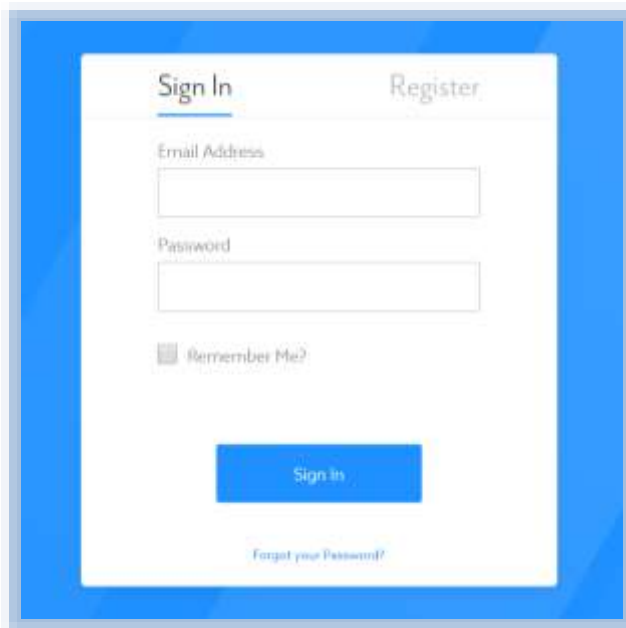 Sign In Register
Email Address
Password
Remember Me?
Sign In
Forgot your Password?